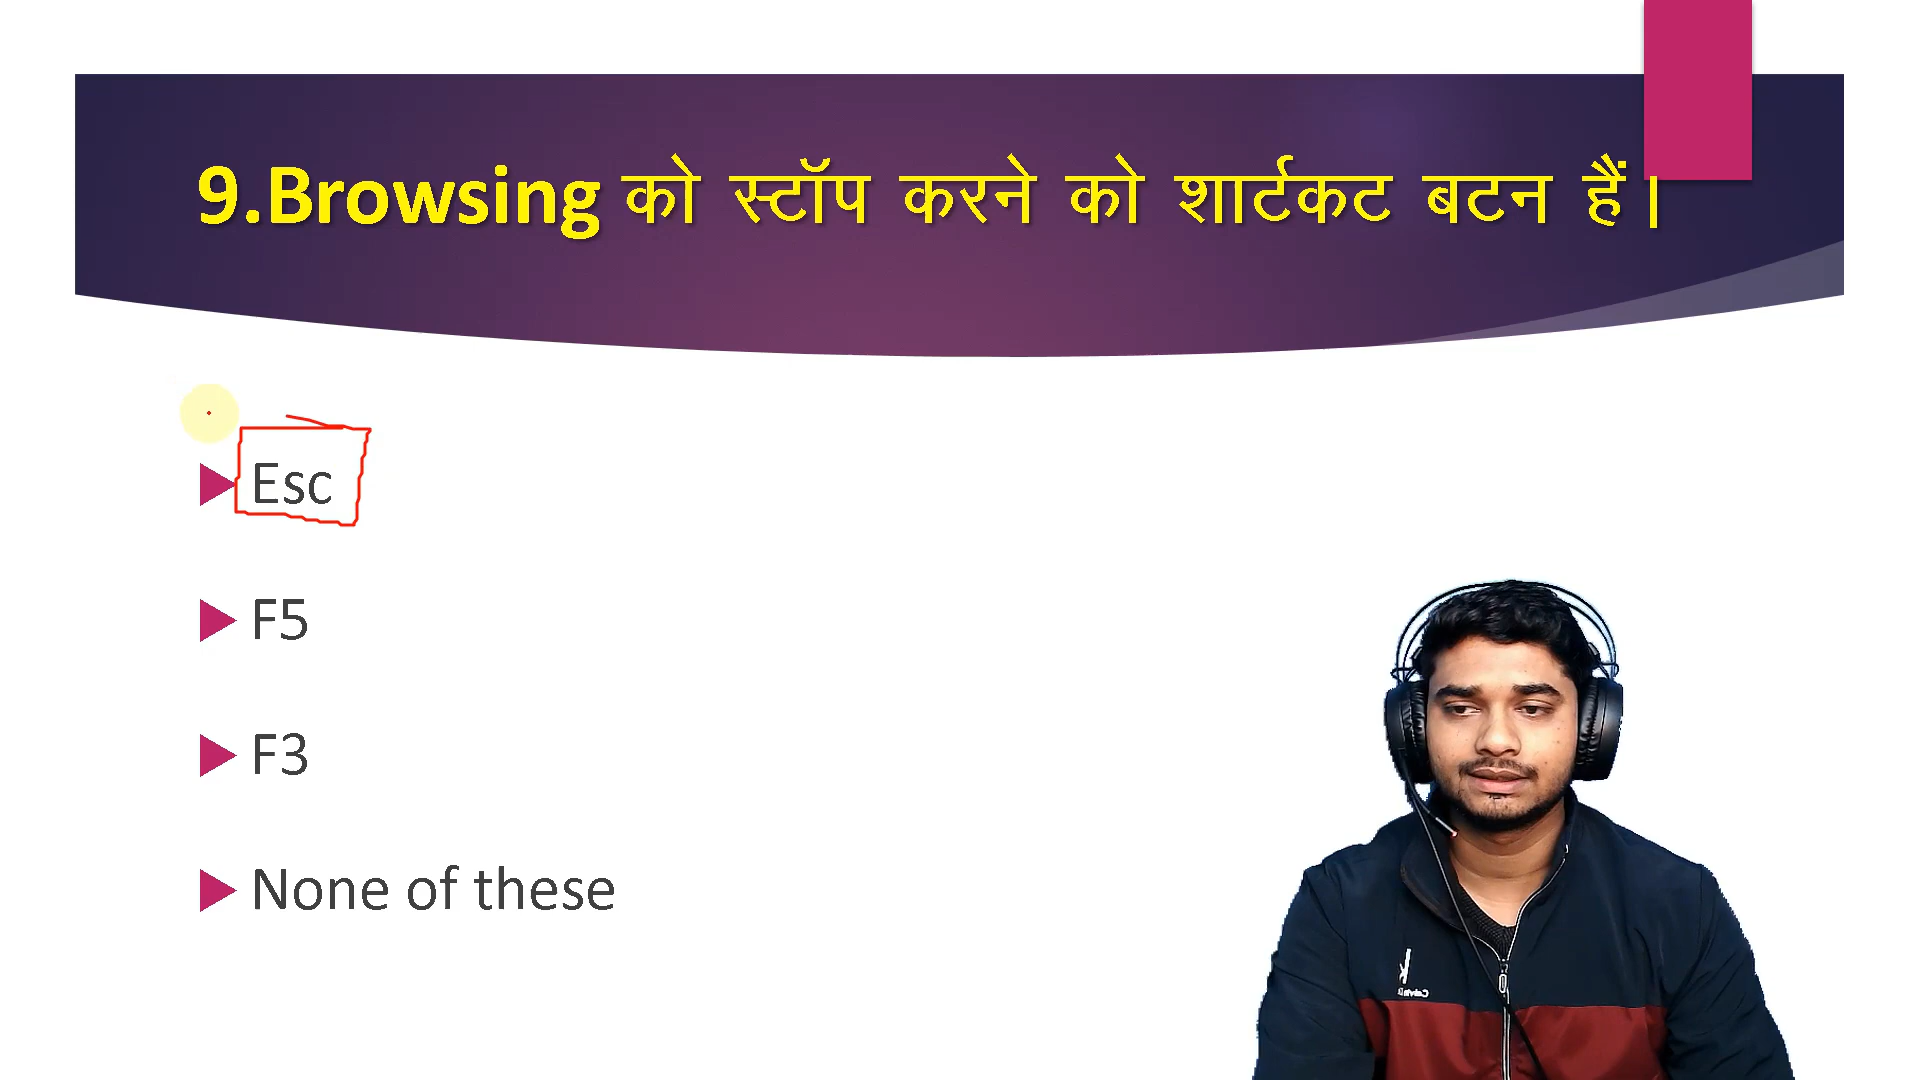 9.Browsing को स्टॉप करने को शार्टकट बटन हैं।
Esc
F5
F3
None of these